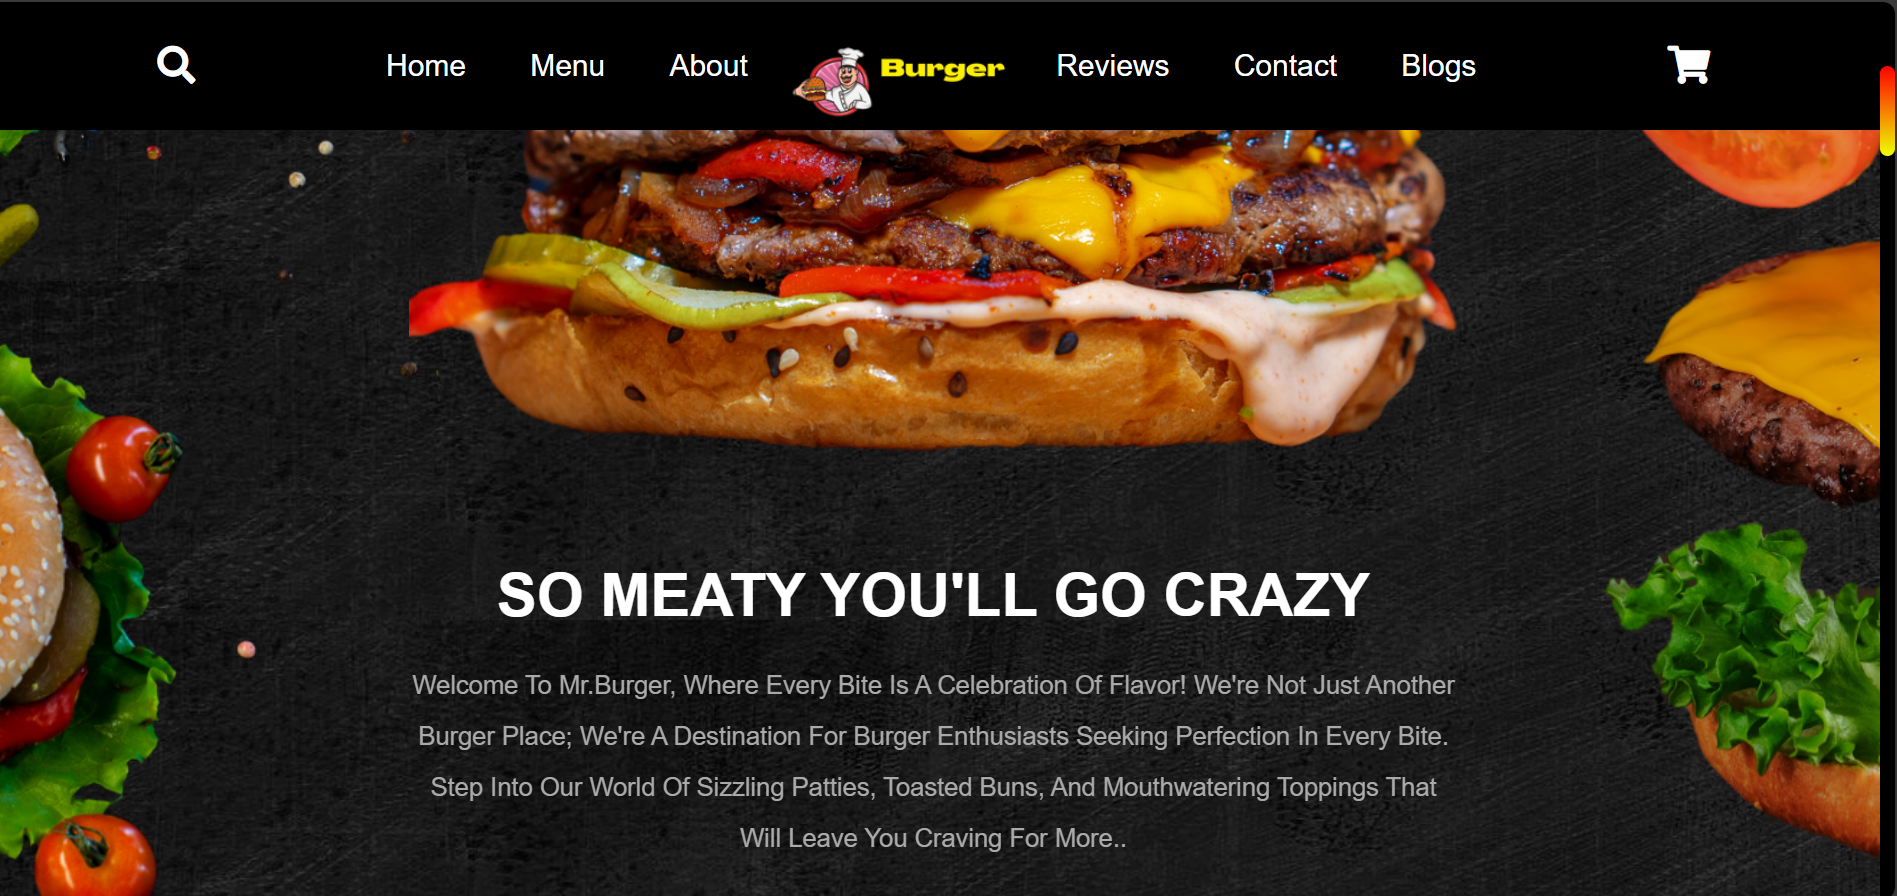 Home Menu About Burger Reviews Contact Blogs
SO MEATY YOU'LL GO CRAZY
Welcome To Mr.Burger, Where Every Bite Is A Celebration Of Flavor! We're Not Just Another
Burger Place; We're A Destination For Burger Enthusiasts Seeking Perfection In Every Bite.
Step Into Our World Of Sizzling Patties, Toasted Buns, And Mouthwatering Toppings That
Will Leave You Craving For More..